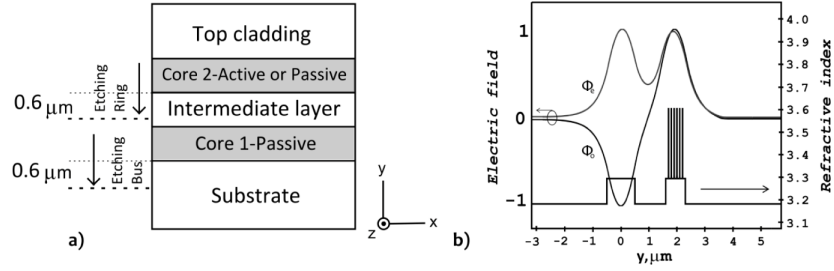 Top cladding
Core 2-Active or Passive
Etching
Ring
0.6 μm
Intermediate layer
Core 1-Passive
0.6 μm
Etching
Bus
Substrate
y
x
z
a)
Electric field
1
0
-1
Φe
Φo
-3 -2 -1 0 1 2 3 4 5
y,μm
4.0
3.9
3.8
3.7
3.6
3.5
3.4
3.3
3.2
3.1
Refractive index
b)